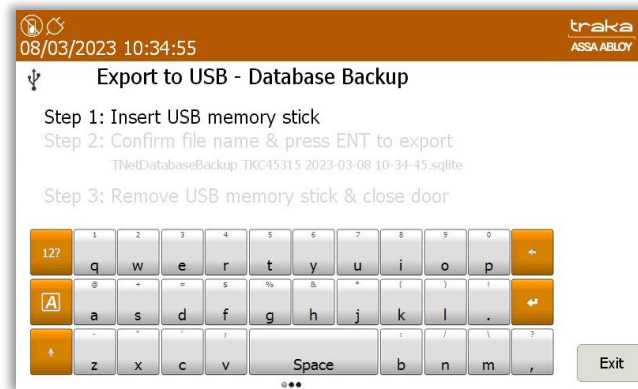 08/03/2023 10:34:55
traka
ASSA ABLOY
Export to USB - Database Backup
Step 1: Insert USB memory stick
Step 2: Confirm file name & press ENT to export
TNetDatabaseBackup TKC45315 2023-03-08 10-34-45.sqlite
Step 3: Remove USB memory stick & close door
1 2 3 4 5 6 7 8 9 0
12? q w e r t y u i o p
@ + = $ % & * ( ) !
A a s d f g h j k l .
- " ' ; : / \ ?
z x c v Space b n m ,
Exit